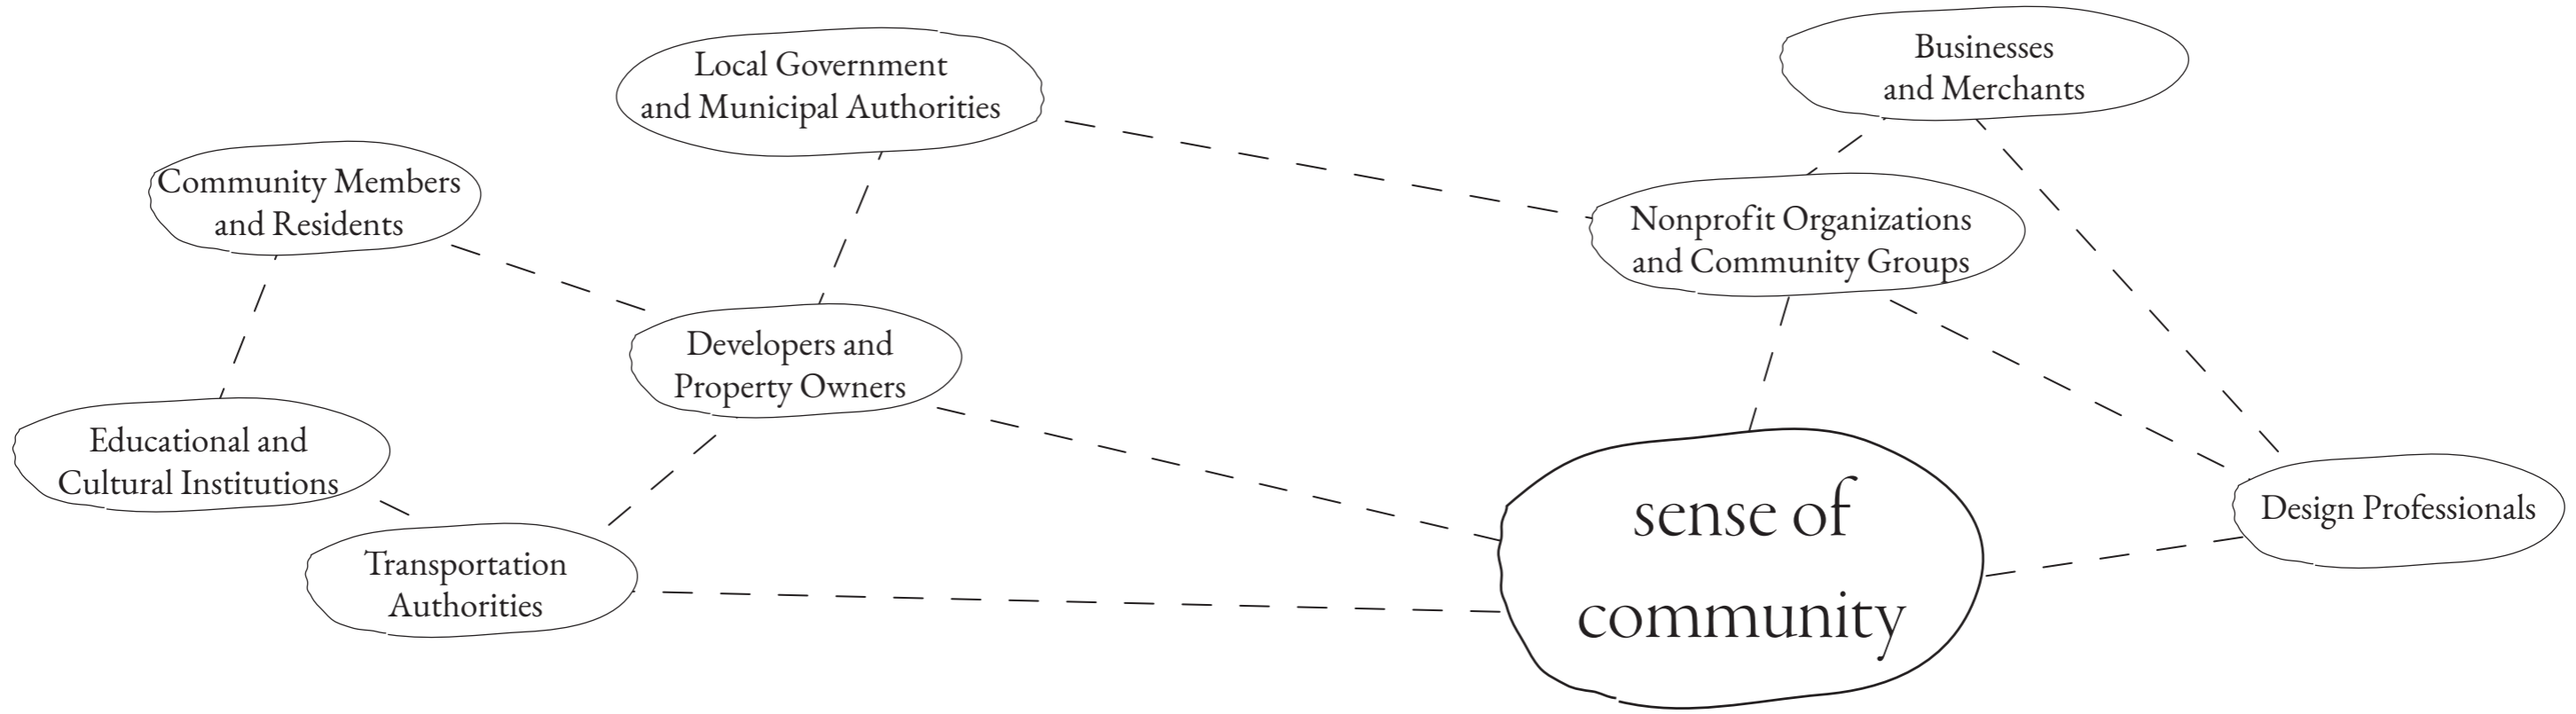 Local Government
and Municipal Authorities
Businesses
and Merchants
Community Members
and Residents
Nonprofit Organizations
and Community Groups
Developers and
Property Owners
Educational and
Cultural Institutions
sense of
community
Design Professionals
Transportation
Authorities